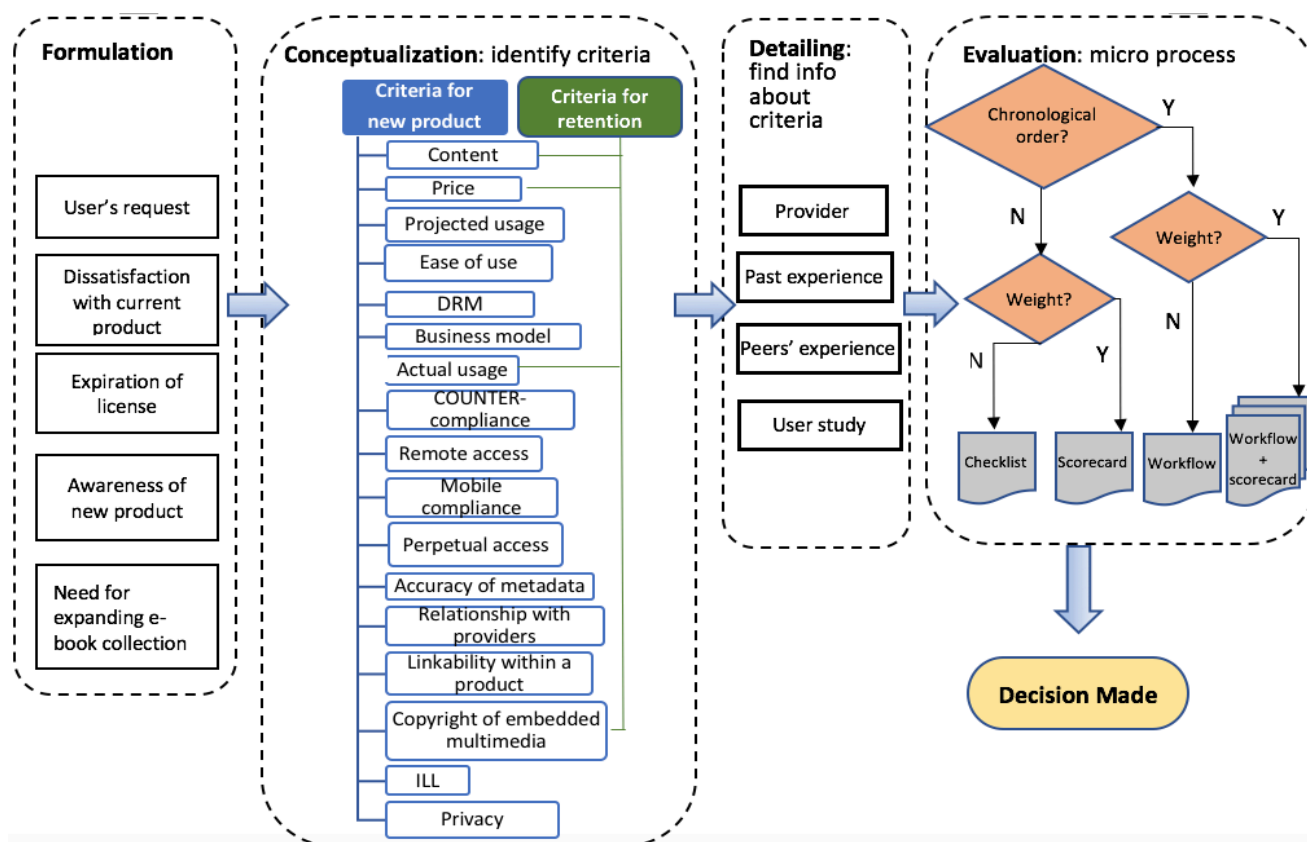 Formulation
User's request
Dissatisfaction
with current
product
Expiration of
license
Awareness of
new product
Need for
expanding e-
book collection
Conceptualization: identify criteria
Criteria for
new product
Criteria for
retention
Content
Price
Projected usage
Ease of use
DRM
Business model
Actual usage
COUNTER-
compliance
Remote access
Mobile
compliance
Perpetual access
Accuracy of metadata
Relationship with
providers
Linkability within a
product
Copyright of embedded
multimedia
ILL
Privacy
Detailing:
find info
about
criteria
Provider
Past experience
Peers' experience
User study
Evaluation: micro process
Chronological
order?
Y
N
Weight?
Y
N
Weight?
N
Y
Checklist
Scorecard
Workflow
Workflow
+
scorecard
Decision Made